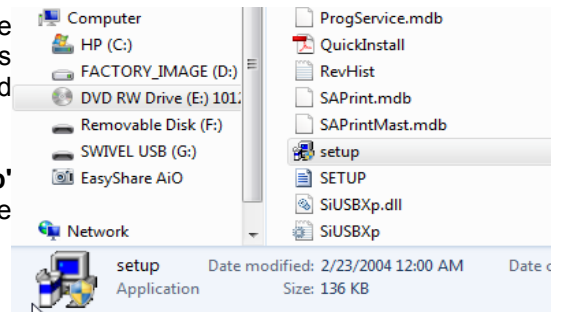 e
s
d
p'
e
Computer
HP (C:)
FACTORY_IMAGE (D:)
DVD RW Drive (E:) 1012
Removable Disk (F:)
SWIVEL USB (G:)
EasyShare AiO
Network
ProgService.mdb
QuickInstall
RevHist
SAPrint.mdb
SAPrintMast.mdb
setup
SETUP
SiUSBXp.dll
SiUSBXp
setup Date modified: 2/23/2004 12:00 AM Date c
Application Size: 136 KB